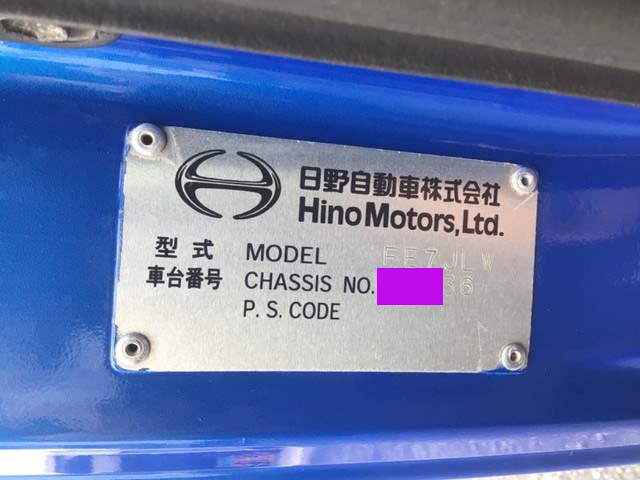 日野自動車株式会社
Hino Motors, Ltd.
型式 MODEL FE7JLW
車台番号 CHASSIS NO.
P. S. CODE